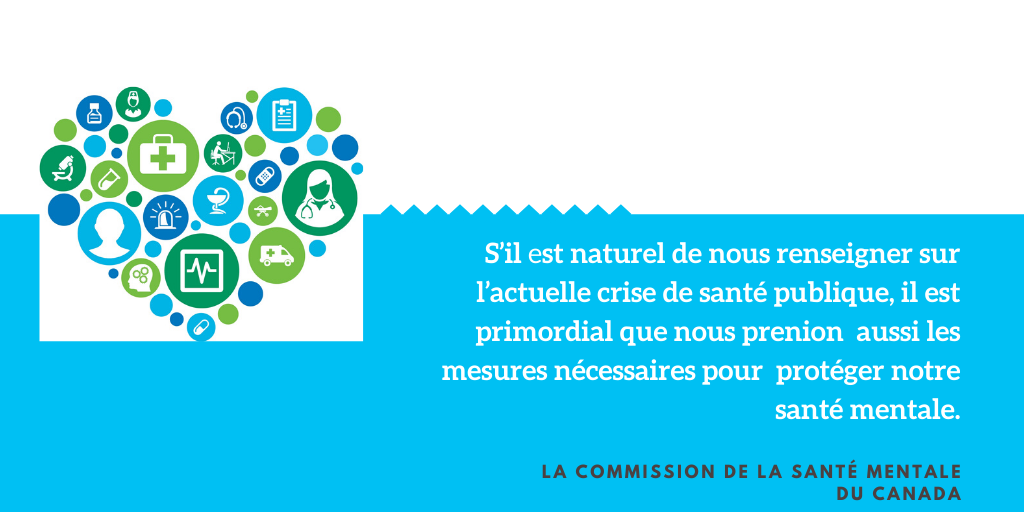 S’il est naturel de nous renseigner sur
l’actuelle crise de santé publique, il est
primordial que nous prenion  aussi les
mesures nécessaires pour  protéger notre
santé mentale.
LA COMMISSION DE LA SANTÉ MENTALE
DU CANADA